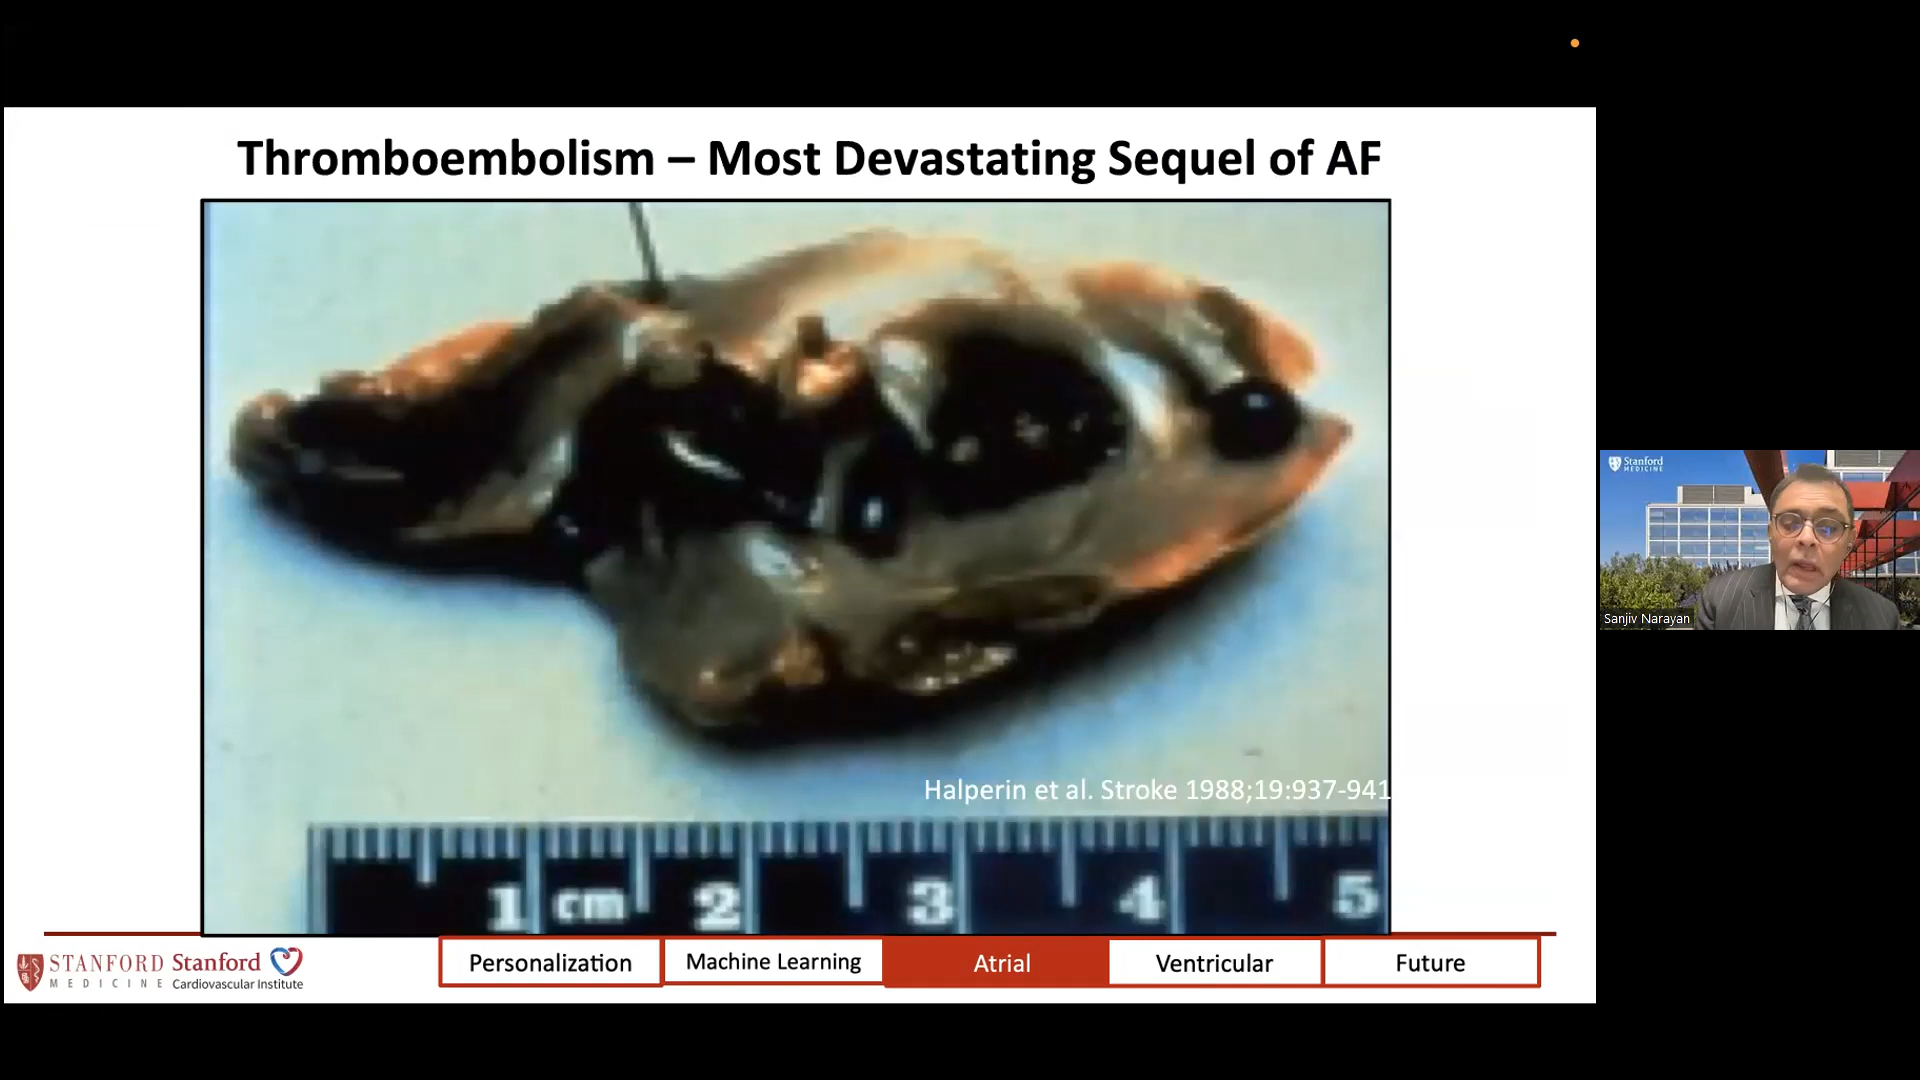 Thromboembolism – Most Devastating Sequel of AF
Halperin et al. Stroke 1988;19:937-941
1 cm 2 3 4 5
Stanford
MEDICINE
Sanjiv Narayan
STANFORD
MEDICINE
Stanford
Cardiovascular Institute
Personalization
Machine Learning
Atrial
Ventricular
Future